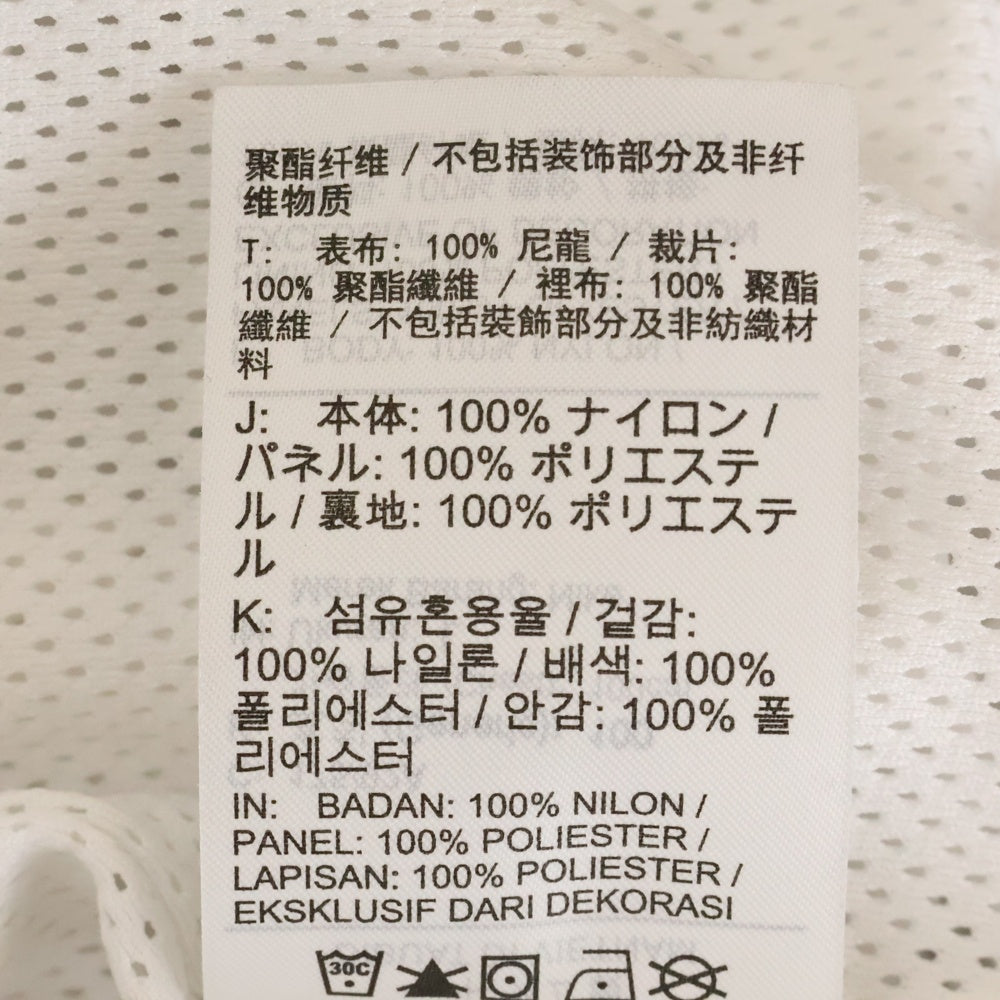 聚酯纤维 / 不包括装饰部分及非纤
维物质
T: 表布: 100% 尼龍 / 裁片:
100% 聚酯纖維 / 裡布: 100% 聚酯
纖維 / 不包括裝飾部分及非紡織材
料
J: 本体: 100% ナイロン /
パネル: 100% ポリエステ
ル / 裏地: 100% ポリエステ
ル
K: 섬유혼용율 / 겉감:
100% 나일론 / 배색: 100%
폴리에스터 / 안감: 100% 폴
리에스터
IN: BADAN: 100% NILON /
PANEL: 100% POLIESTER /
LAPISAN: 100% POLIESTER /
EKSKLUSIF DARI DEKORASI
30C